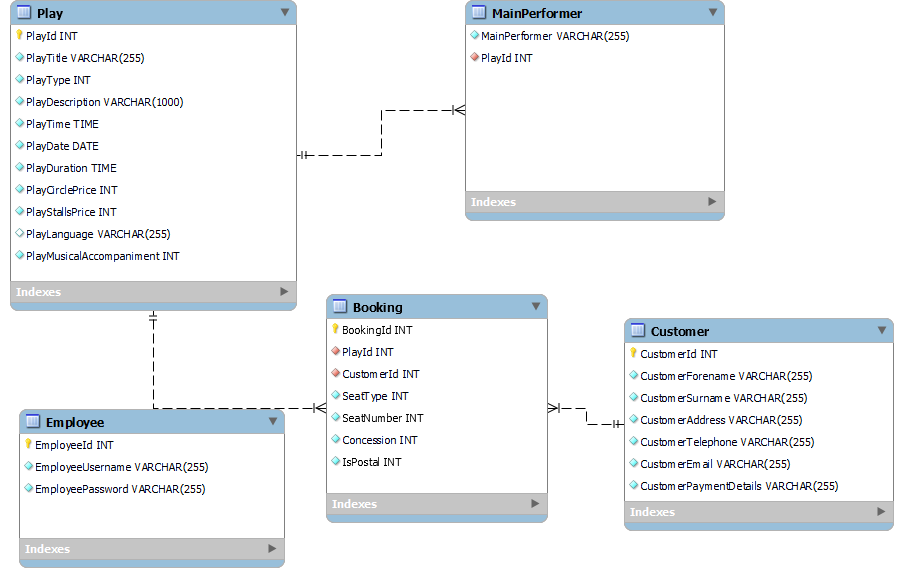 Play
PlayId INT
PlayTitle VARCHAR(255)
PlayType INT
PlayDescription VARCHAR(1000)
PlayTime TIME
PlayDate DATE
PlayDuration TIME
PlayCirclePrice INT
PlayStallsPrice INT
PlayLanguage VARCHAR(255)
PlayMusicalAccompaniment INT
Indexes
MainPerformer
MainPerformer VARCHAR(255)
PlayId INT
Indexes
Booking
BookingId INT
PlayId INT
CustomerId INT
SeatType INT
SeatNumber INT
Concession INT
IsPostal INT
Indexes
Customer
CustomerId INT
CustomerForename VARCHAR(255)
CustomerSurname VARCHAR(255)
CustomerAddress VARCHAR(255)
CustomerTelephone VARCHAR(255)
CustomerEmail VARCHAR(255)
CustomerPaymentDetails VARCHAR(255)
Indexes
Employee
EmployeeId INT
EmployeeUsername VARCHAR(255)
EmployeePassword VARCHAR(255)
Indexes